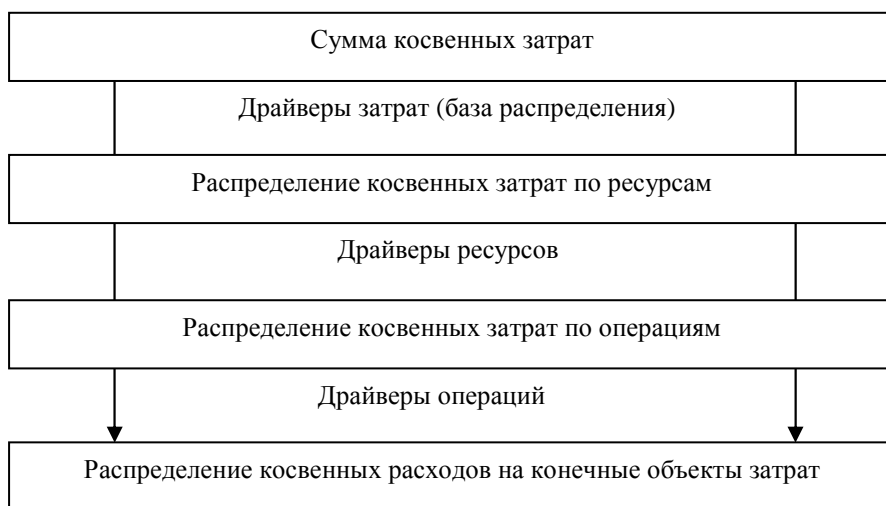 Сумма косвенных затрат
Драйверы затрат (база распределения)
Распределение косвенных затрат по ресурсам
Драйверы ресурсов
Распределение косвенных затрат по операциям
Драйверы операций
Распределение косвенных расходов на конечные объекты затрат